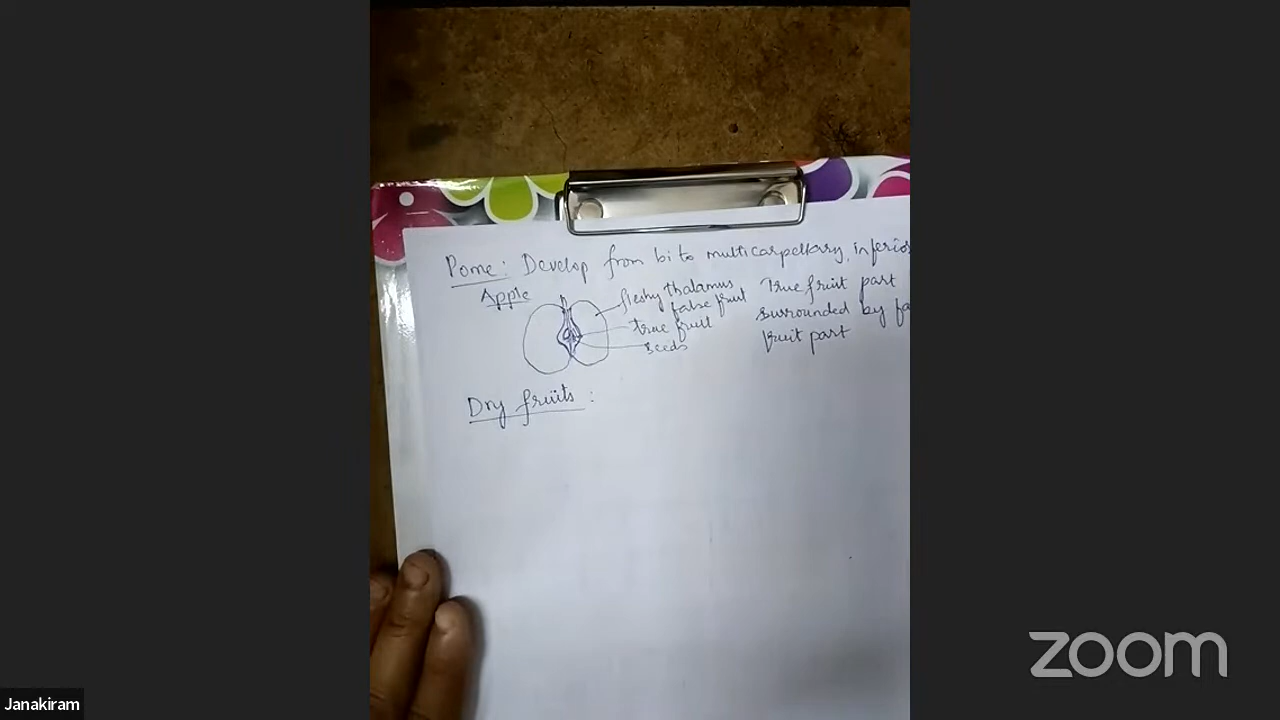 Pome: Develop from bi to multicarpellary, inferior
Apple
fleshy thalamus
false fruit
true fruit
seeds
True fruit part
surrounded by fa
fruit part
Dry fruits:
Janakiram
zoom